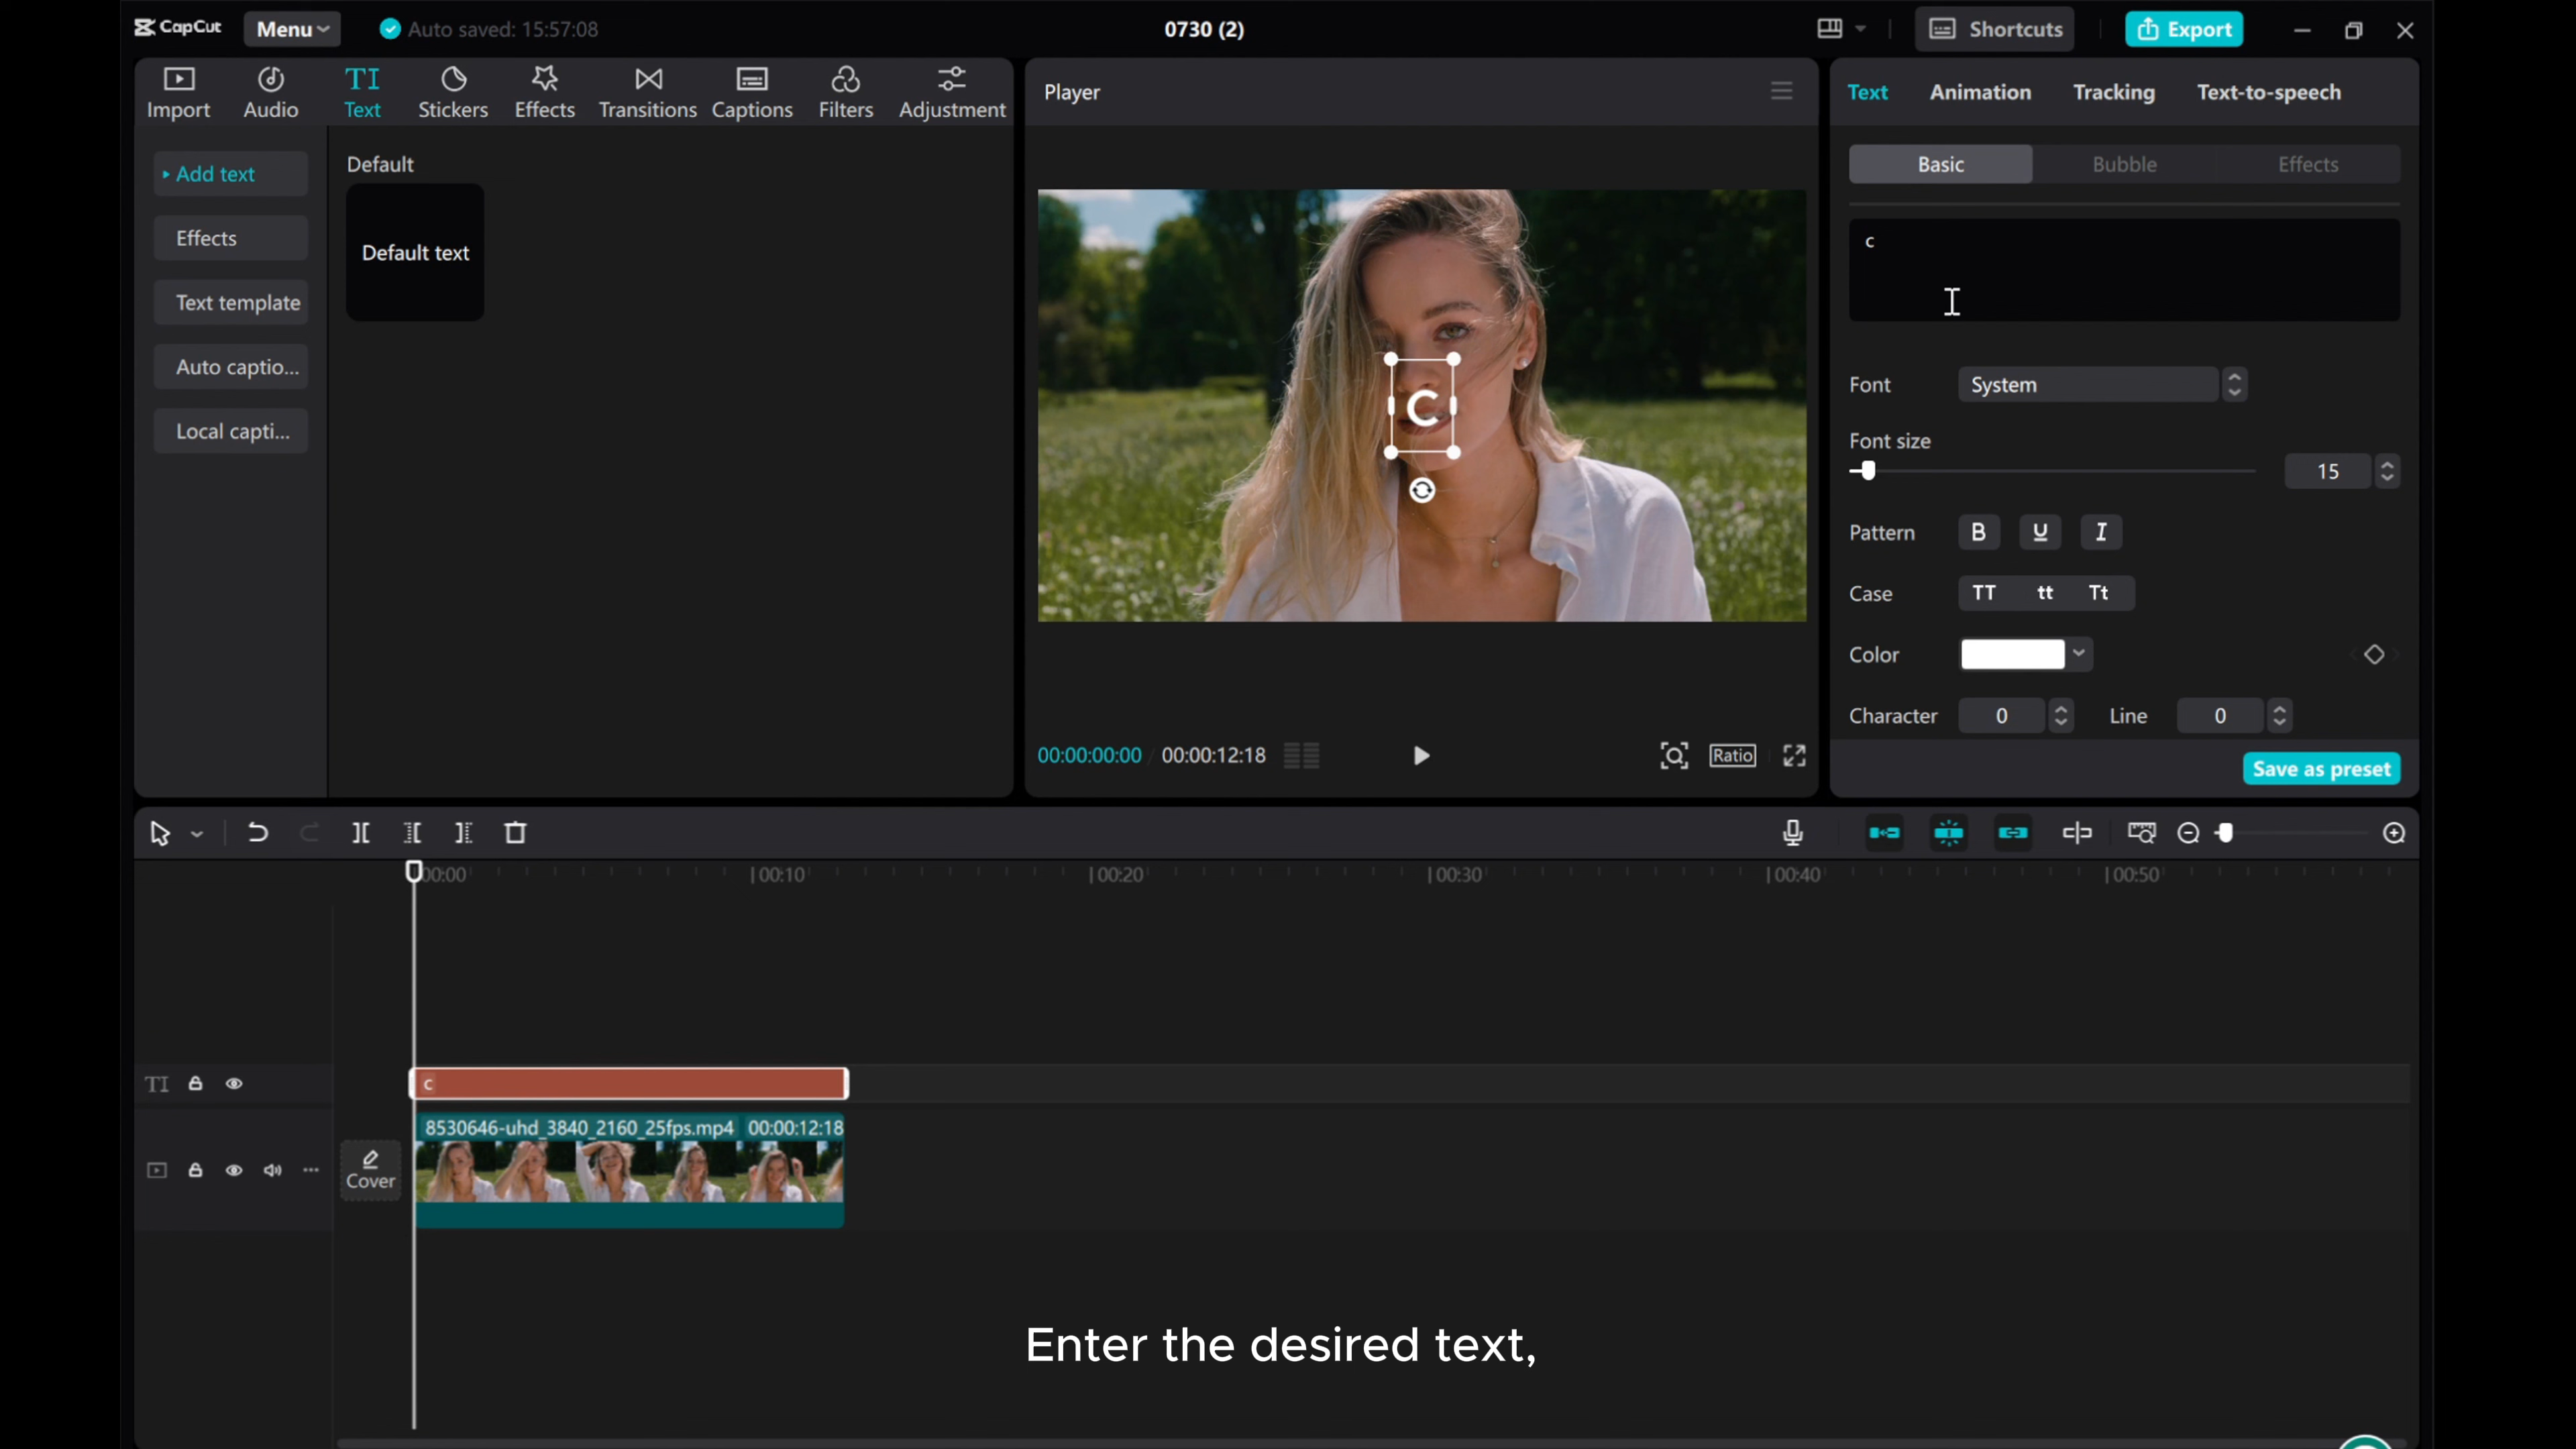 CapCut
Menu
Auto saved: 15:57:08
0730 (2)
Shortcuts
Export
Import
Audio
TI
Text
Stickers
Effects
Transitions
Captions
Filters
Adjustment
Add text
Effects
Text template
Auto captio...
Local capti...
Default
Default text
Player
C
00:00:00:00 / 00:00:12:18
Ratio
Text
Animation
Tracking
Text-to-speech
Basic
Bubble
Effects
c
Font
System
Font size
15
Pattern
B
U
I
Case
TT
tt
Tt
Color
Character
0
Line
0
Save as preset
00:00
00:10
00:20
00:30
00:40
00:50
TI
c
8530646-uhd_3840_2160_25fps.mp4 00:00:12:18
Cover
Enter the desired text,